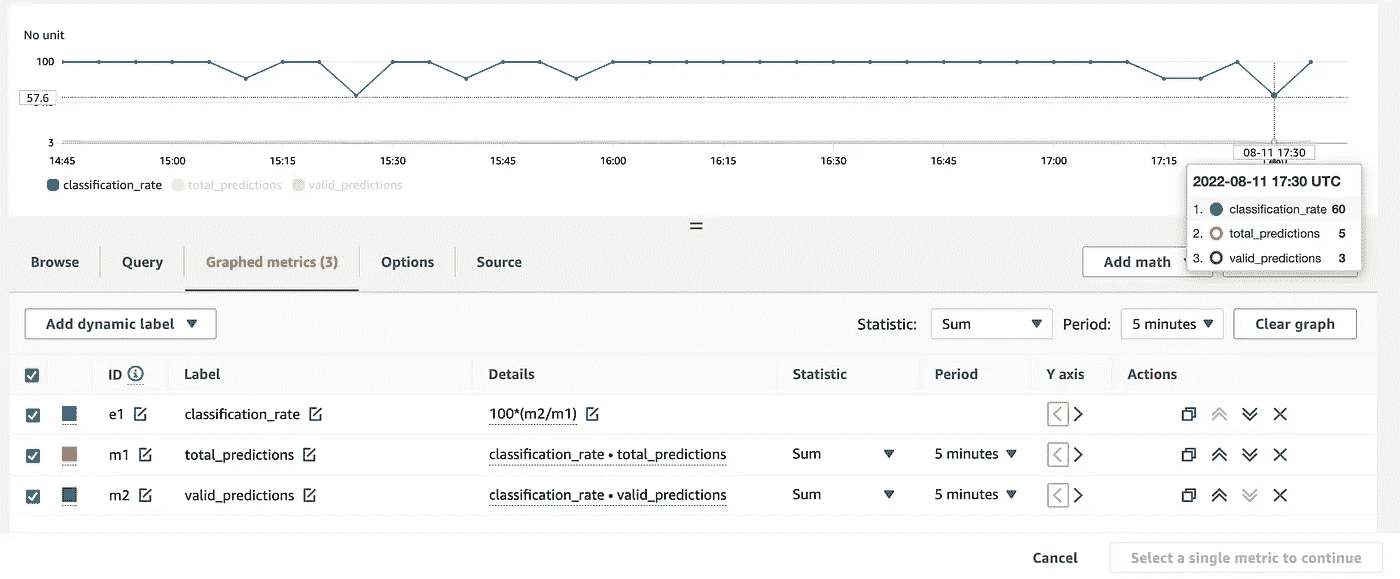 No unit
100
57.6
3
14:45 15:00 15:15 15:30 15:45 16:00 16:15 16:30 16:45 17:00 17:15
08-11 17:30
classification_rate total_predictions valid_predictions
2022-08-11 17:30 UTC
1. classification_rate 60
2. total_predictions 5
3. valid_predictions 3
Browse Query Graphed metrics (3) Options Source Add math
Add dynamic label Statistic: Sum Period: 5 minutes Clear graph
ID Label Details Statistic Period Y axis Actions
e1 classification_rate 100*(m2/m1)
m1 total_predictions classification_rate • total_predictions Sum 5 minutes
m2 valid_predictions classification_rate • valid_predictions Sum 5 minutes
Cancel Select a single metric to continue